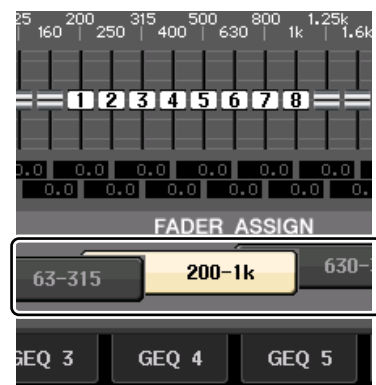 25 200 315 500 800 1.25k
160 250 400 630 1k 1.6k
1 2 3 4 5 6 7 8
0.0 0.0 0.0 0.0 0.0 0.0
0.0 0.0 0.0 0.0 0.0 0.
FADER ASSIGN
63-315 200-1k 630-
GEQ 3 GEQ 4 GEQ 5